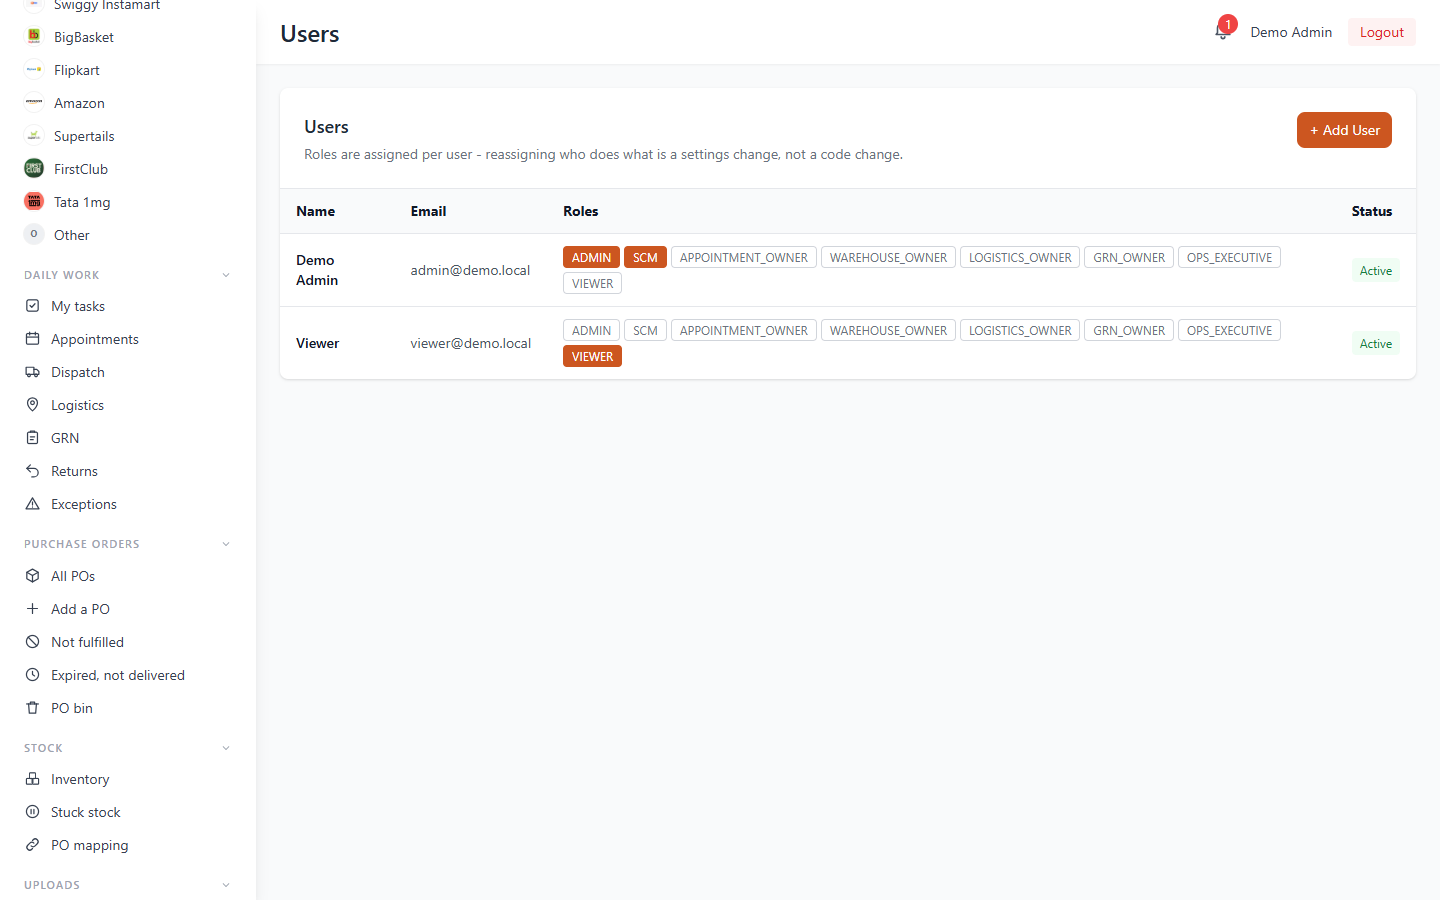 Swiggy Instamart
BigBasket
Flipkart
Amazon
Supertails
FirstClub
Tata 1mg
O Other
DAILY WORK
My tasks
Appointments
Dispatch
Logistics
GRN
Returns
Exceptions
PURCHASE ORDERS
All POs
Add a PO
Not fulfilled
Expired, not delivered
PO bin
STOCK
Inventory
Stuck stock
PO mapping
UPLOADS
Users
1
Demo Admin
Logout
Users
+ Add User
Roles are assigned per user - reassigning who does what is a settings change, not a code change.
Name Email Roles Status
Demo Admin admin@demo.local ADMIN SCM APPOINTMENT_OWNER WAREHOUSE_OWNER LOGISTICS_OWNER GRN_OWNER OPS_EXECUTIVE Active
VIEWER
Viewer viewer@demo.local ADMIN SCM APPOINTMENT_OWNER WAREHOUSE_OWNER LOGISTICS_OWNER GRN_OWNER OPS_EXECUTIVE Active
VIEWER